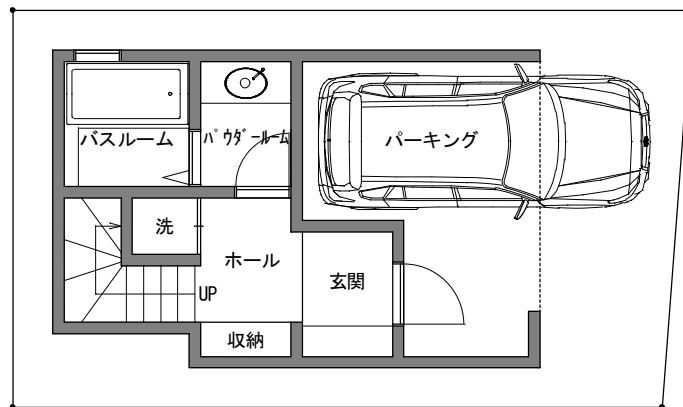 バスルーム
パウダールーム
パーキング
洗
ホール
玄関
UP
収納